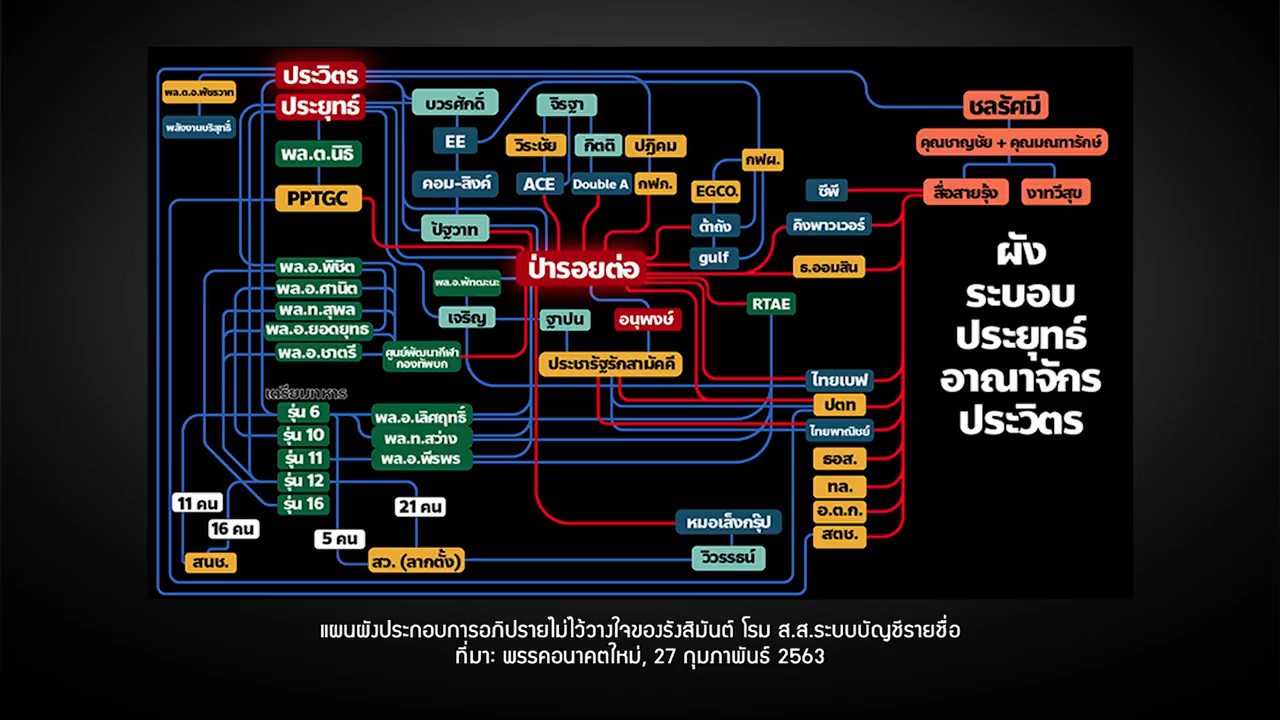 ประวิตร
พล.ต.อ.พัชรวาท
ประยุทธ์
พลังงานบริสุทธิ์
พล.ต.นิธิ
PPTGC
บวรศักดิ์
EE
คอม-ลิงค์
ปัฐวาท
จิรฐา
วิระชัย
กิตติ
ปฏิคม
ACE
Double A
กฟภ.
กฟผ.
EGCO.
ต้าถัง
gulf
ชลรัศมี
คุณชาญชัย + คุณมณฑารักษ์
ซีพี
สื่อสายรุ้ง
งาทวีสุข
คิงพาวเวอร์
ธ.ออมสิน
ป่ารอยต่อ
RTAE
ผัง
ระบอบ
ประยุทธ์
อาณาจักร
ประวิตร
พล.อ.พิชิต
พล.อ.ศานิต
พล.ท.สุพล
พล.อ.ยอดยุทธ
พล.อ.ชาตรี
พล.อ.พัฑฒะนะ
เจริญ
ฐาปน
อนุพงษ์
ศูนย์พัฒนากีฬา
กองทัพบก
ประชารัฐรักสามัคคี
ไทยเบฟ
ปตท
ไทยพาณิชย์
ธอส.
ทล.
อ.ต.ก.
สตช.
เตรียมทหาร
รุ่น 6
รุ่น 10
รุ่น 11
รุ่น 12
รุ่น 16
พล.อ.เลิศฤทธิ์
พล.ท.สว่าง
พล.อ.พีรพร
11 คน
16 คน
21 คน
5 คน
สนช.
สว. (ลากตั้ง)
หมอเส็งกรุ๊ป
วิวรรธน์
แผนผังประกอบการอภิปรายไม่ไว้วางใจของรังสิมันต์ โรม ส.ส.ระบบบัญชีรายชื่อ
ที่มา: พรรคอนาคตใหม่, 27 กุมภาพันธ์ 2563